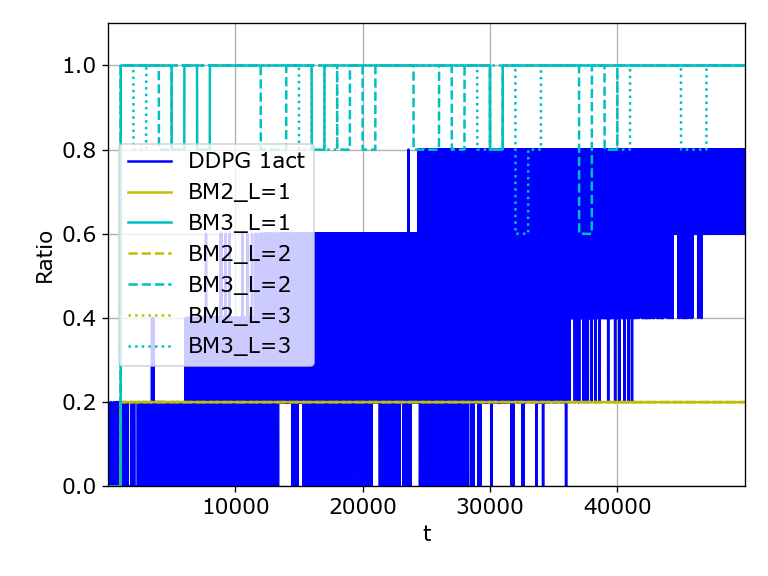 1.0
0.8
0.6
0.4
0.2
0.0
Ratio
DDPG 1act
BM2_L=1
BM3_L=1
BM2_L=2
BM3_L=2
BM2_L=3
BM3_L=3
10000 20000 30000 40000
t